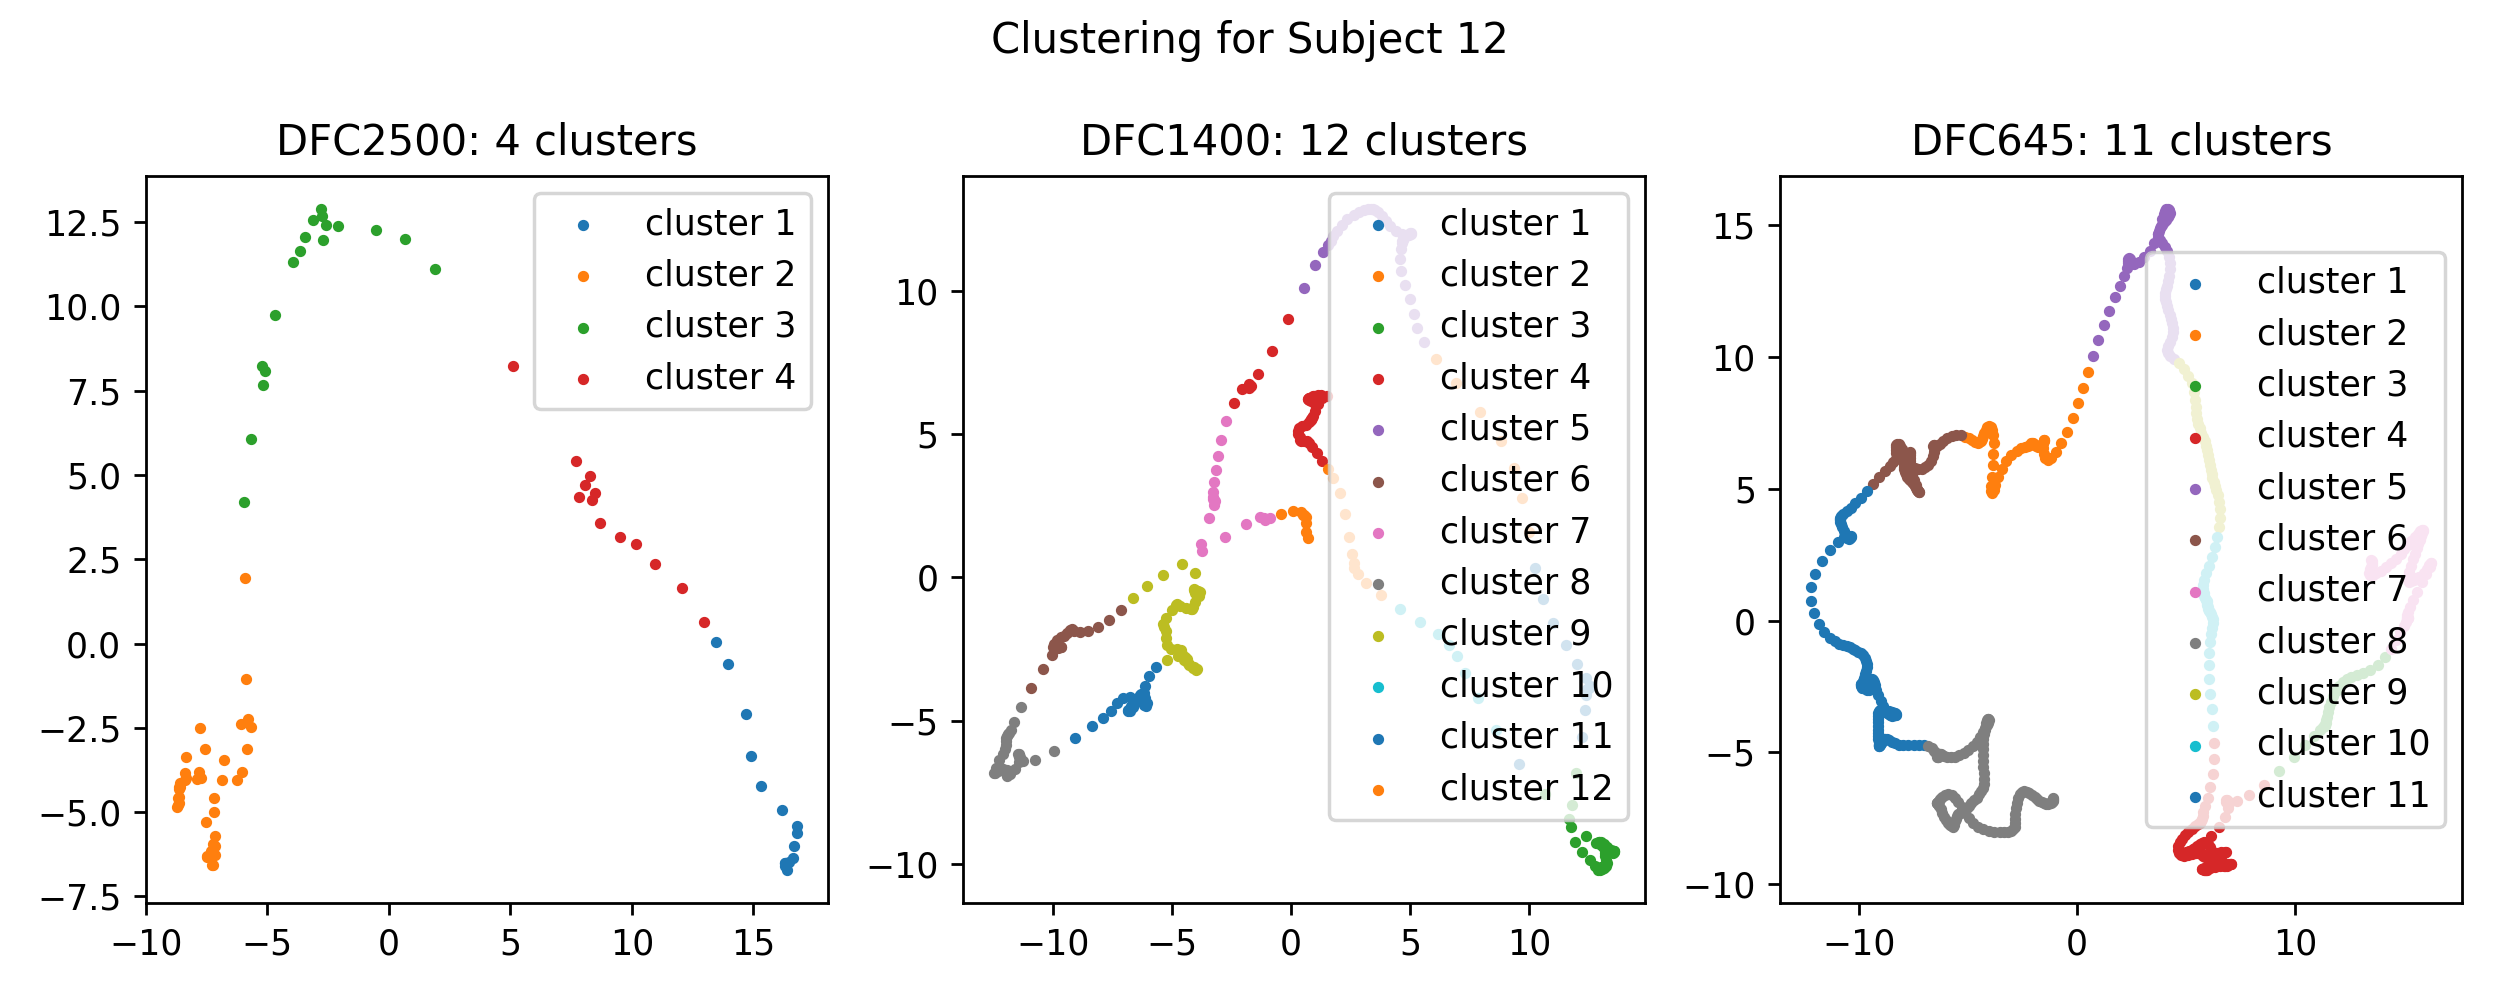 Clustering for Subject 12
DFC2500: 4 clusters
12.5
10.0
7.5
5.0
2.5
0.0
−2.5
−5.0
−7.5
−10
−5
0
5
10
15
cluster 1
cluster 2
cluster 3
cluster 4
DFC1400: 12 clusters
10
5
0
−5
−10
−10
−5
0
5
10
cluster 1
cluster 2
cluster 3
cluster 4
cluster 5
cluster 6
cluster 7
cluster 8
cluster 9
cluster 10
cluster 11
cluster 12
DFC645: 11 clusters
15
10
5
0
−5
−10
−10
0
10
cluster 1
cluster 2
cluster 3
cluster 4
cluster 5
cluster 6
cluster 7
cluster 8
cluster 9
cluster 10
cluster 11